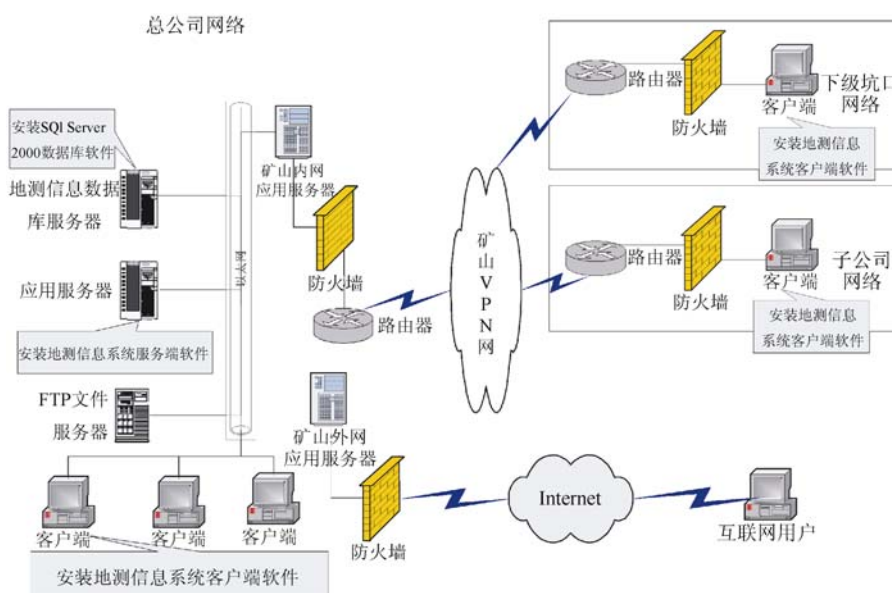 总公司网络
安装SQl Server
2000数据库软件
地测信息数据
库服务器
应用服务器
安装地测信息系统服务端软件
FTP文件
服务器
以太网
矿山内网
应用服务器
防火墙
路由器
矿山外网
应用服务器
防火墙
客户端
客户端
客户端
安装地测信息系统客户端软件
矿山VPN网
路由器
防火墙
客户端
下级坑口
网络
安装地测信息
系统客户端软件
路由器
防火墙
客户端
子公司
网络
安装地测信息
系统客户端软件
Internet
互联网用户